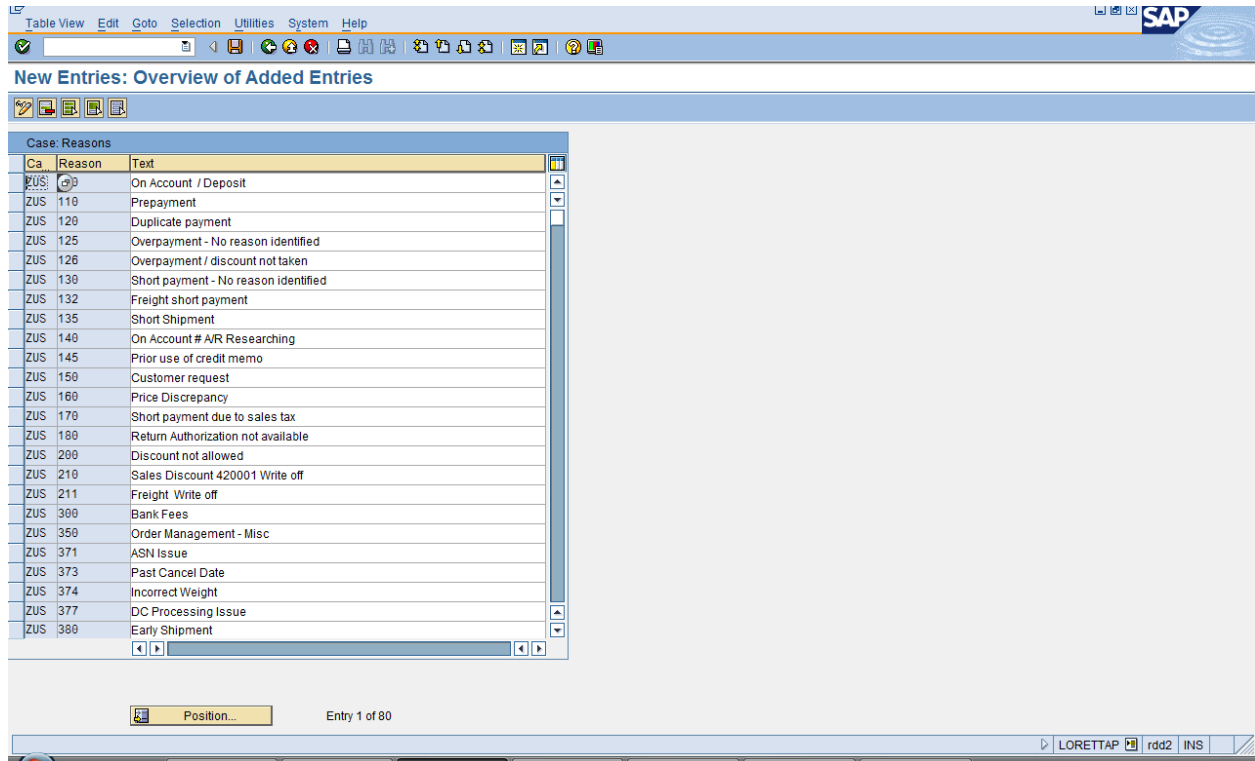 Table View Edit Goto Selection Utilities System Help
SAP
New Entries: Overview of Added Entries
Case: Reasons
Ca... Reason Text
ZUS On Account / Deposit
ZUS 110 Prepayment
ZUS 120 Duplicate payment
ZUS 125 Overpayment - No reason identified
ZUS 126 Overpayment / discount not taken
ZUS 130 Short payment - No reason identified
ZUS 132 Freight short payment
ZUS 135 Short Shipment
ZUS 140 On Account # A/R Researching
ZUS 145 Prior use of credit memo
ZUS 150 Customer request
ZUS 160 Price Discrepancy
ZUS 170 Short payment due to sales tax
ZUS 180 Return Authorization not available
ZUS 200 Discount not allowed
ZUS 210 Sales Discount 420001 Write off
ZUS 211 Freight Write off
ZUS 300 Bank Fees
ZUS 350 Order Management - Misc
ZUS 371 ASN Issue
ZUS 373 Past Cancel Date
ZUS 374 Incorrect Weight
ZUS 377 DC Processing Issue
ZUS 380 Early Shipment
Position... Entry 1 of 80
LORETTAP rdd2 INS